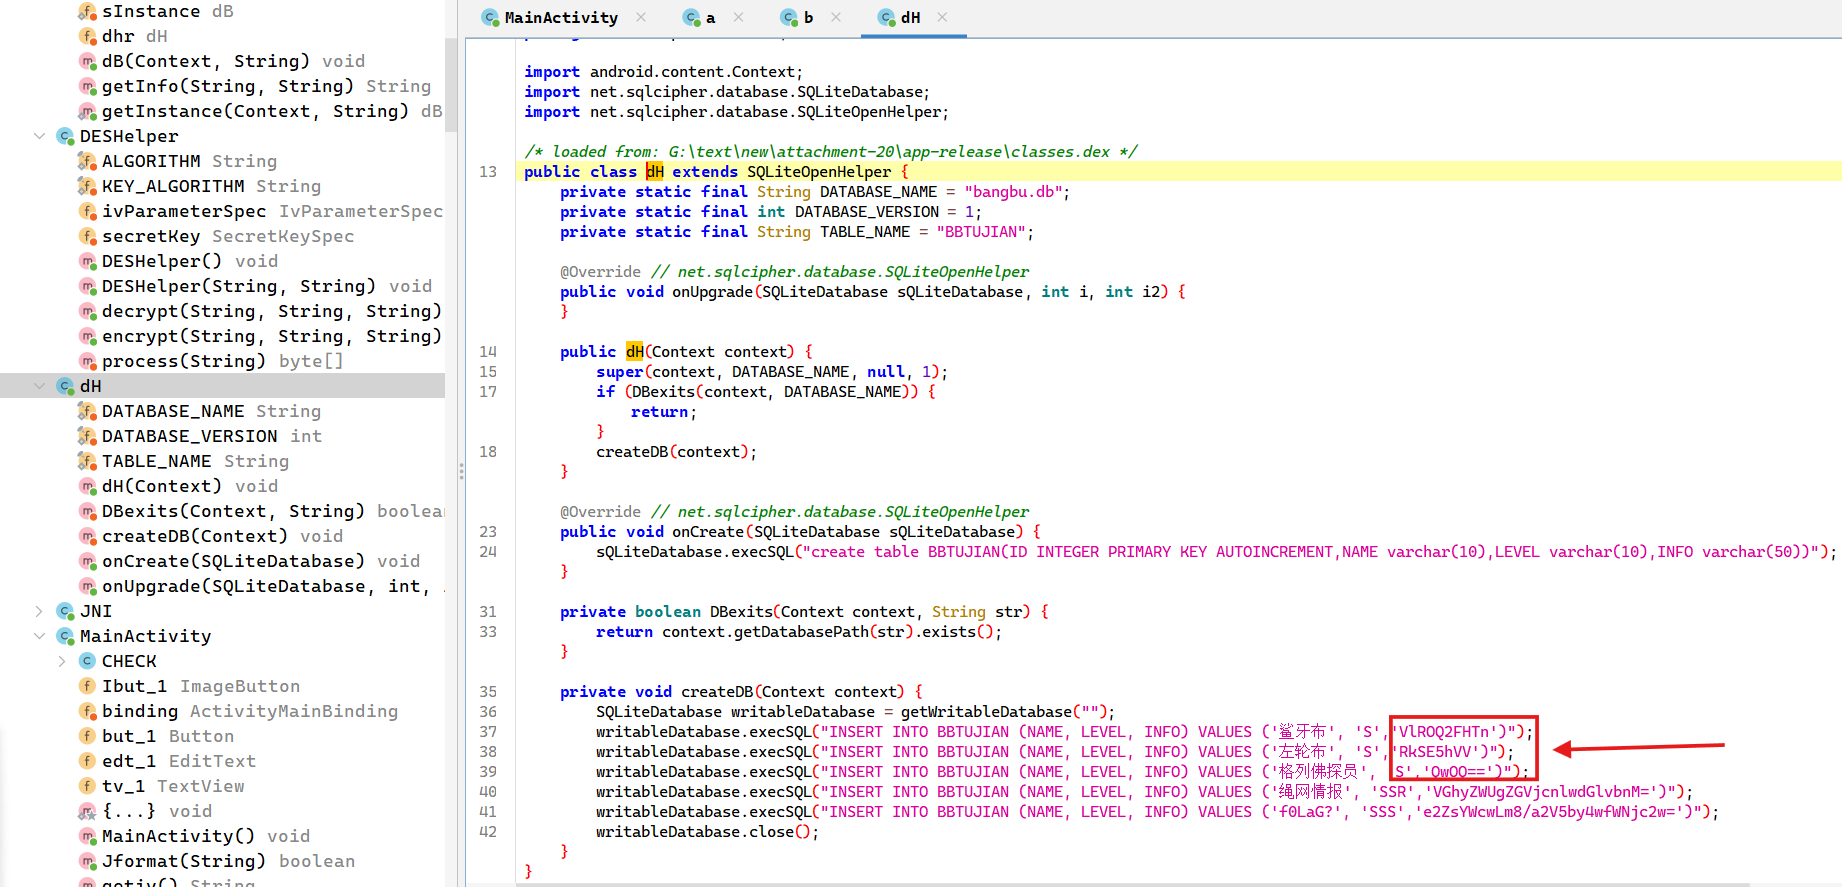 sInstance dB
dhr dH
dB(Context, String) void
getInfo(String, String) String
getInstance(Context, String) dB
DESHelper
ALGORITHM String
KEY_ALGORITHM String
ivParameterSpec IvParameterSpec
secretKey SecretKeySpec
DESHelper() void
DESHelper(String, String) void
decrypt(String, String, String)
encrypt(String, String, String)
process(String) byte[]
dH
DATABASE_NAME String
DATABASE_VERSION int
TABLE_NAME String
dH(Context) void
DBexits(Context, String) boolea
createDB(Context) void
onCreate(SQLiteDatabase) void
onUpgrade(SQLiteDatabase, int,
JNI
MainActivity
CHECK
Ibut_1 ImageButton
binding ActivityMainBinding
but_1 Button
edt_1 EditText
tv_1 TextView
{...} void
MainActivity() void
Jformat(String) boolean
getiv() String
MainActivity a b dH
import android.content.Context;
import net.sqlcipher.database.SQLiteDatabase;
import net.sqlcipher.database.SQLiteOpenHelper;
/* loaded from: G:\text\new\attachment-20\app-release\classes.dex */
13 public class dH extends SQLiteOpenHelper {
private static final String DATABASE_NAME = "bangbu.db";
private static final int DATABASE_VERSION = 1;
private static final String TABLE_NAME = "BBTUJIAN";
@Override // net.sqlcipher.database.SQLiteOpenHelper
public void onUpgrade(SQLiteDatabase sQLiteDatabase, int i, int i2) {
}
14 public dH(Context context) {
15 super(context, DATABASE_NAME, null, 1);
17 if (DBexits(context, DATABASE_NAME)) {
return;
}
18 createDB(context);
}
@Override // net.sqlcipher.database.SQLiteOpenHelper
23 public void onCreate(SQLiteDatabase sQLiteDatabase) {
24 sQLiteDatabase.execSQL("create table BBTUJIAN(ID INTEGER PRIMARY KEY AUTOINCREMENT,NAME varchar(10),LEVEL varchar(10),INFO varchar(50))");
}
31 private boolean DBexits(Context context, String str) {
33 return context.getDatabasePath(str).exists();
}
35 private void createDB(Context context) {
36 SQLiteDatabase writableDatabase = getWritableDatabase("");
37 writableDatabase.execSQL("INSERT INTO BBTUJIAN (NAME, LEVEL, INFO) VALUES ('鲨牙布', 'S','VlROQ2FHTn')");
38 writableDatabase.execSQL("INSERT INTO BBTUJIAN (NAME, LEVEL, INFO) VALUES ('左轮布', 'S','RkSE5hVV')");
39 writableDatabase.execSQL("INSERT INTO BBTUJIAN (NAME, LEVEL, INFO) VALUES ('格列佛探员', 'S','OwOO==')");
40 writableDatabase.execSQL("INSERT INTO BBTUJIAN (NAME, LEVEL, INFO) VALUES ('绳网情报', 'SSR','VGhyZWUgZGVjcnlwdGlvbnM=')");
41 writableDatabase.execSQL("INSERT INTO BBTUJIAN (NAME, LEVEL, INFO) VALUES ('f0LaG?', 'SSS','e2ZsYWcwLm8/a2V5by4wfWNjc2w=')");
42 writableDatabase.close();
}
}